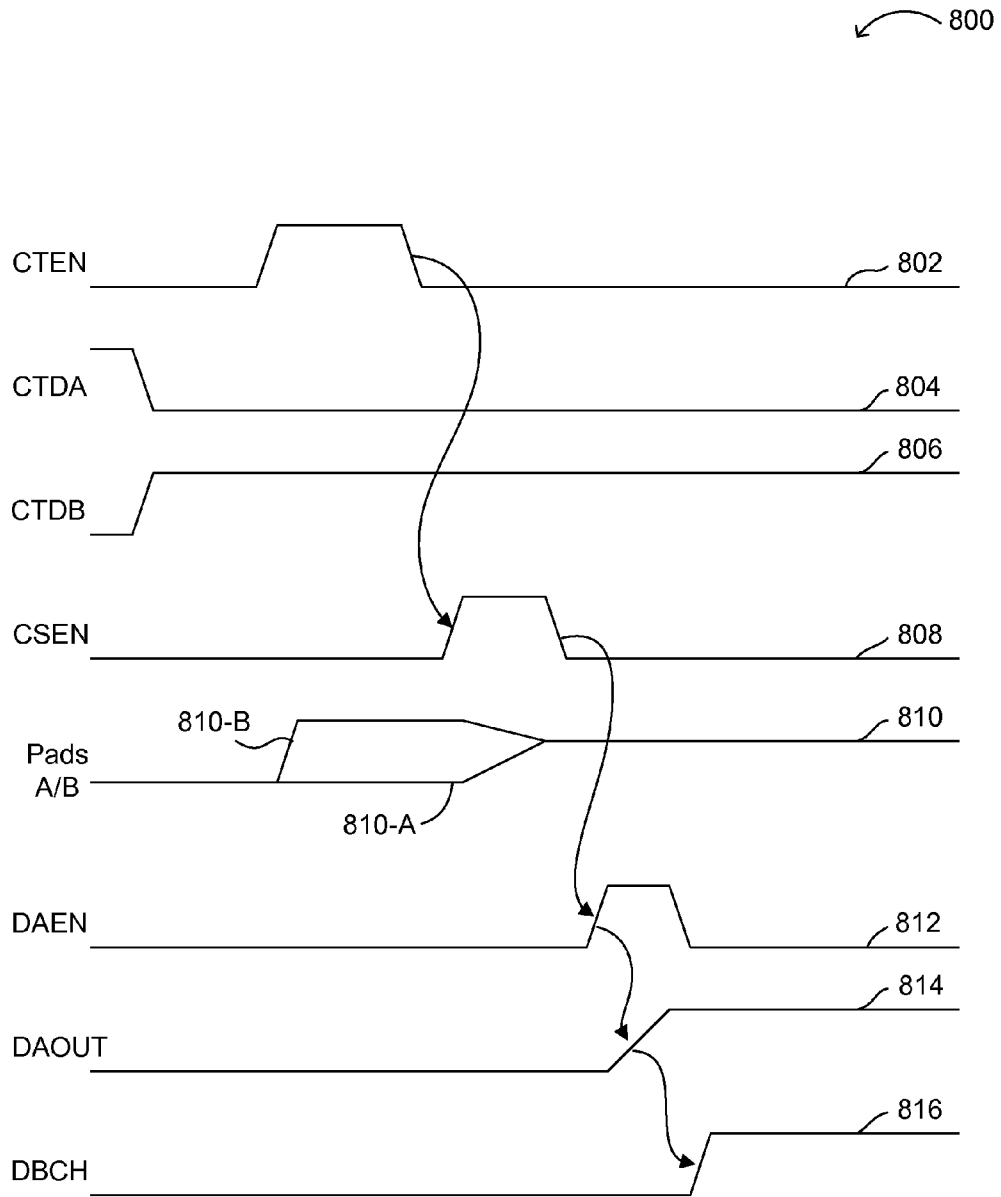 800
CTEN
802
CTDA
804
806
CTDB
CSEN
808
810-B
810
Pads
A/B
810-A
DAEN
812
814
DAOUT
816
DBCH